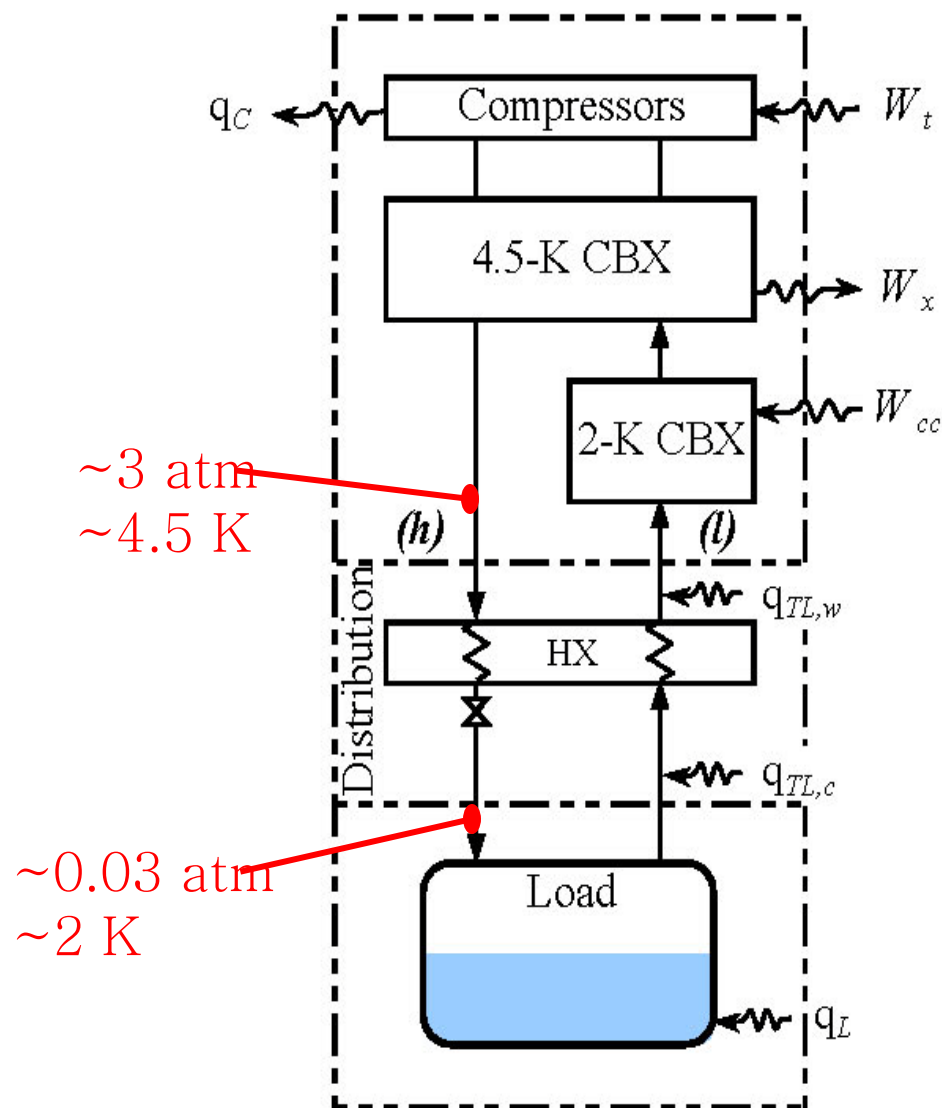 Compressors
q_C
W_t
4.5-K CBX
W_x
2-K CBX
W_cc
~3 atm
~4.5 K
(h)
(l)
q_TL,w
HX
Distribution
q_TL,c
~0.03 atm
~2 K
Load
q_L